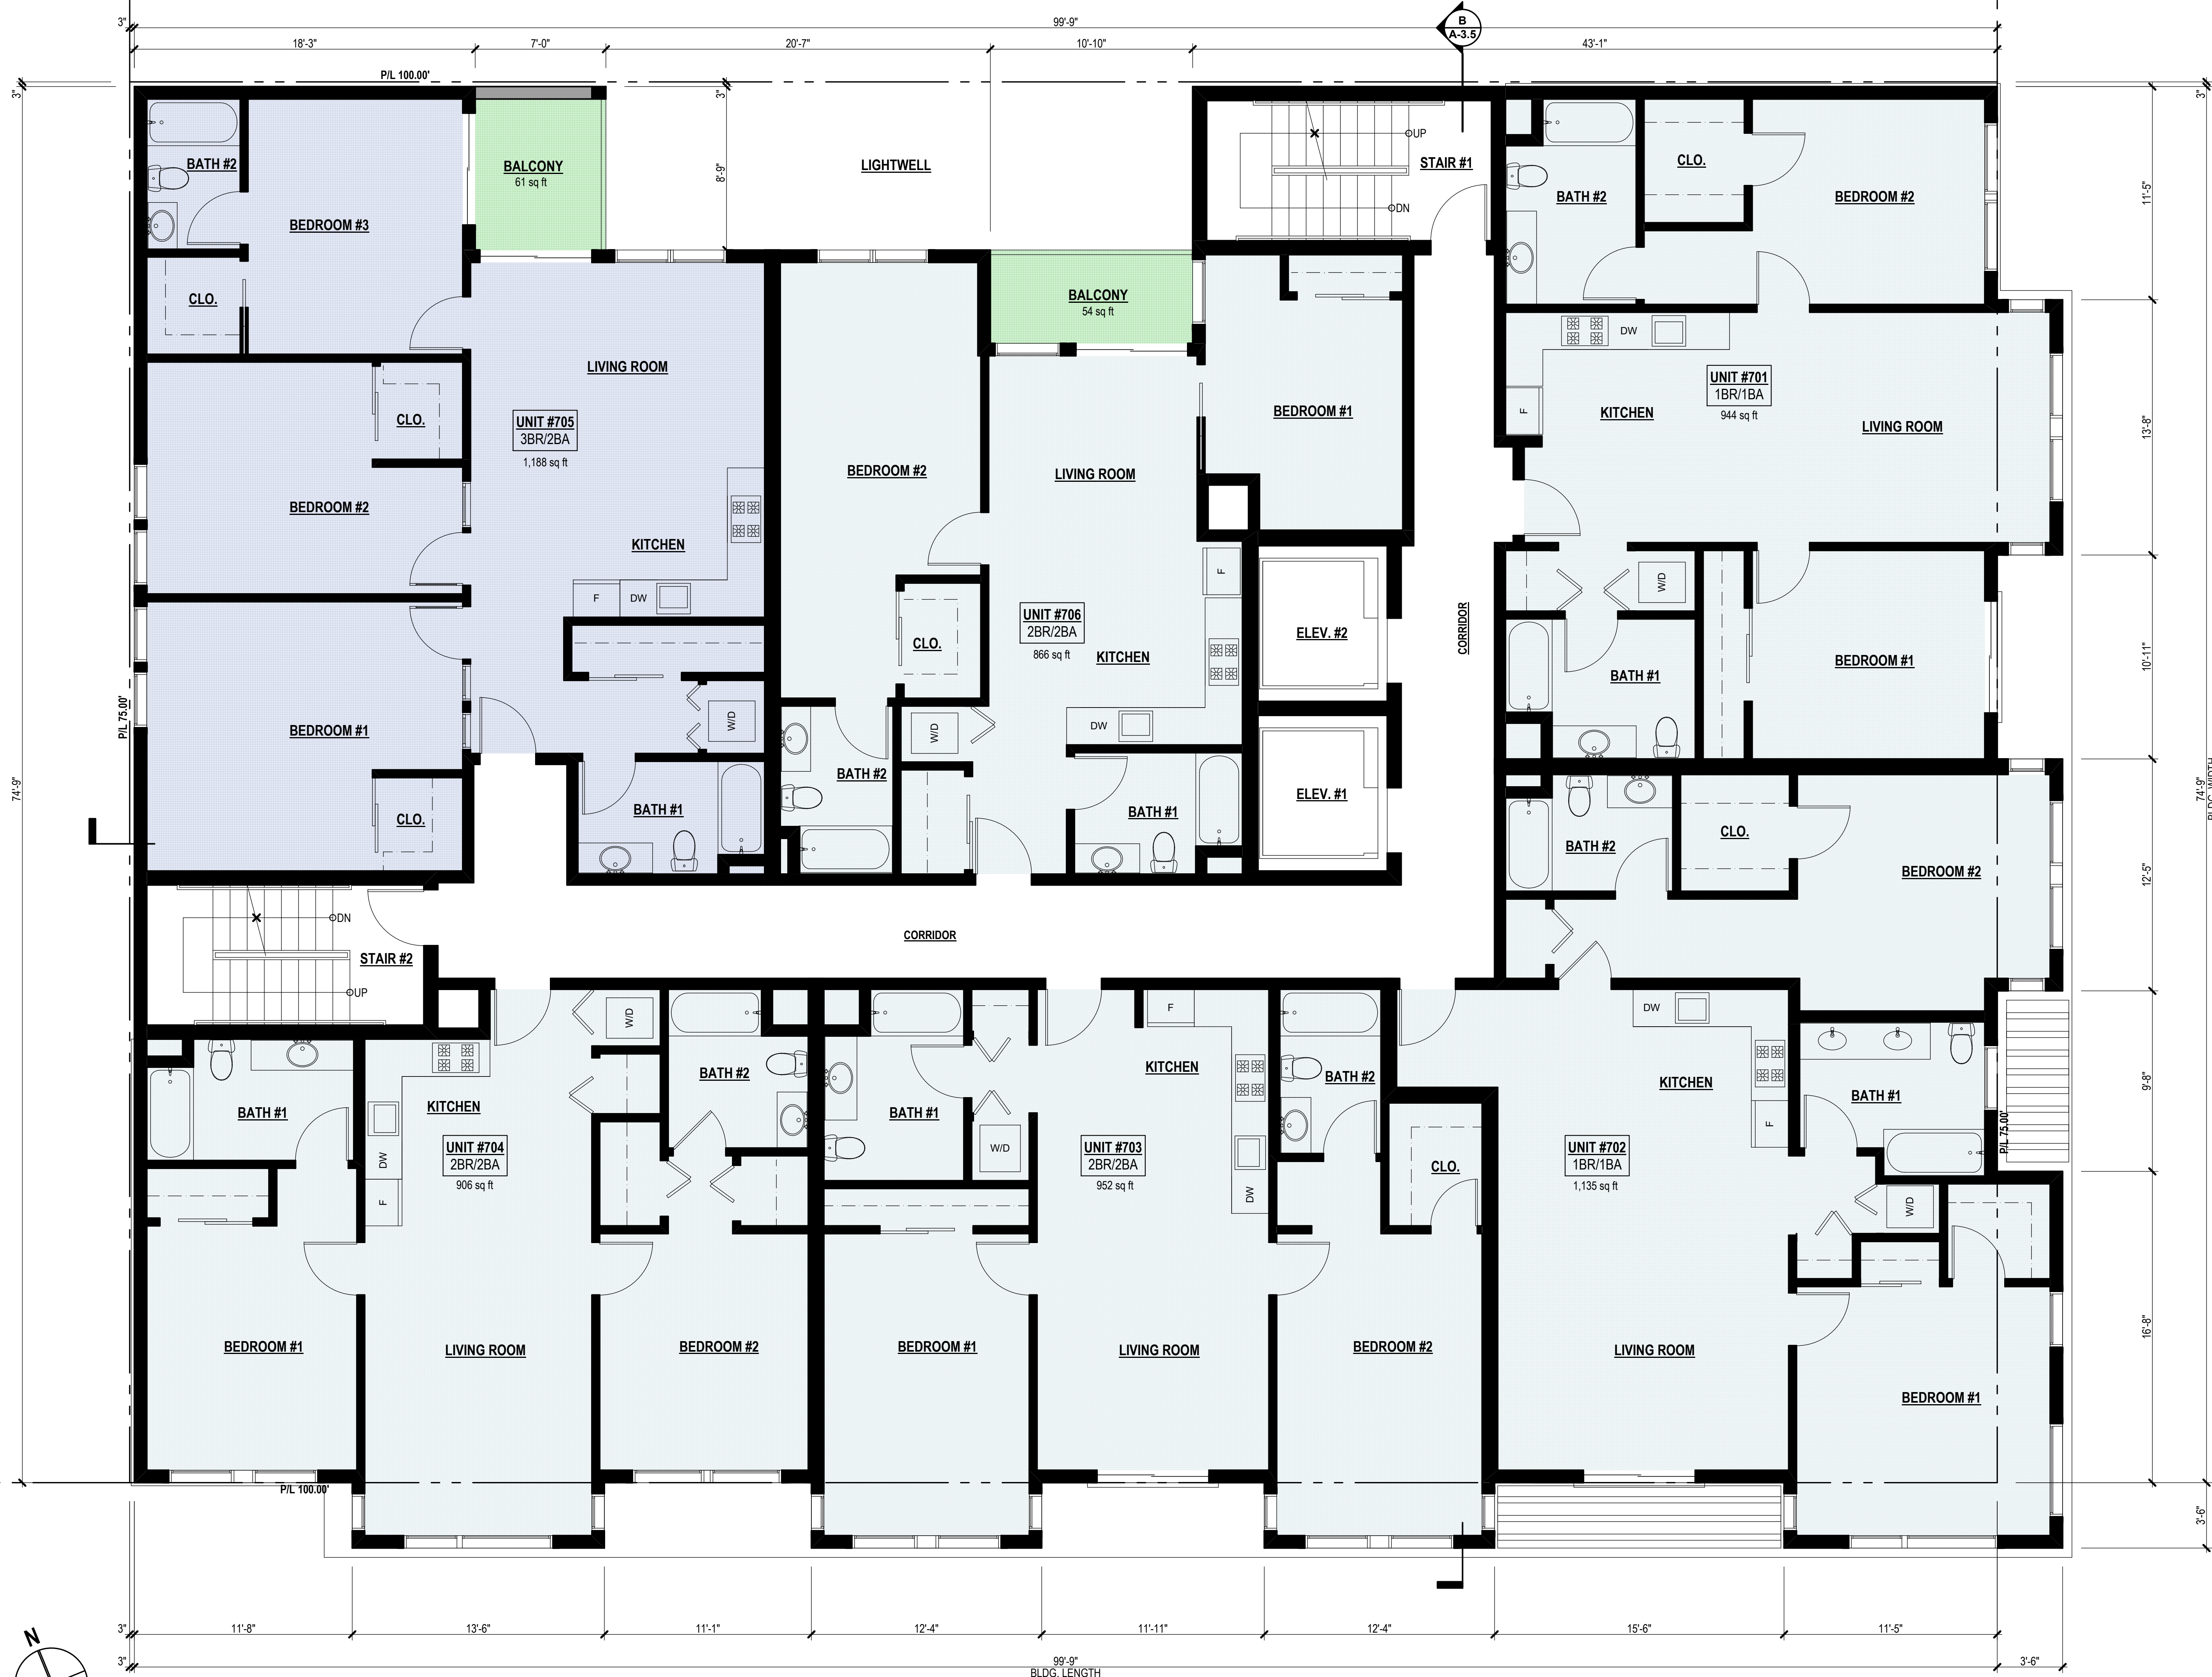 3"
99'-9"
B
A-3.5
18'-3"
7'-0"
20'-7"
10'-10"
43'-1"
P/L 100.00'
3"
3"
3"
BATH #2
BALCONY
61 sq ft
8'-9"
LIGHTWELL
UP
STAIR #1
DN
CLO.
BATH #2
BEDROOM #2
11'-5"
BEDROOM #3
CLO.
BALCONY
54 sq ft
LIVING ROOM
DW
UNIT #701
1BR/1BA
944 sq ft
F
KITCHEN
LIVING ROOM
13'-8"
CLO.
UNIT #705
3BR/2BA
1,188 sq ft
BEDROOM #1
BEDROOM #2
LIVING ROOM
BEDROOM #2
KITCHEN
F
DW
F
W/D
UNIT #706
2BR/2BA
866 sq ft
KITCHEN
CLO.
ELEV. #2
CORRIDOR
BEDROOM #1
BATH #1
10'-11"
P/L 75.00'
BEDROOM #1
W/D
W/D
DW
74'-9"
BATH #2
ELEV. #1
BATH #1
BATH #1
CLO.
74'-9"
BLDG. WIDTH
CLO.
BATH #2
BEDROOM #2
12'-5"
DN
CORRIDOR
STAIR #2
UP
W/D
F
DW
BATH #2
KITCHEN
BATH #2
KITCHEN
9'-8"
BATH #1
KITCHEN
BATH #1
BATH #1
P/L 75.00'
F
UNIT #704
2BR/2BA
906 sq ft
DW
F
W/D
UNIT #703
2BR/2BA
952 sq ft
DW
CLO.
UNIT #702
1BR/1BA
1,135 sq ft
W/D
BEDROOM #1
LIVING ROOM
BEDROOM #2
BEDROOM #1
LIVING ROOM
BEDROOM #2
LIVING ROOM
BEDROOM #1
16'-8"
P/L 100.00'
3'-6"
N
3"
11'-8"
13'-6"
11'-1"
12'-4"
11'-11"
12'-4"
15'-6"
11'-5"
3"
99'-9"
BLDG. LENGTH
3'-6"